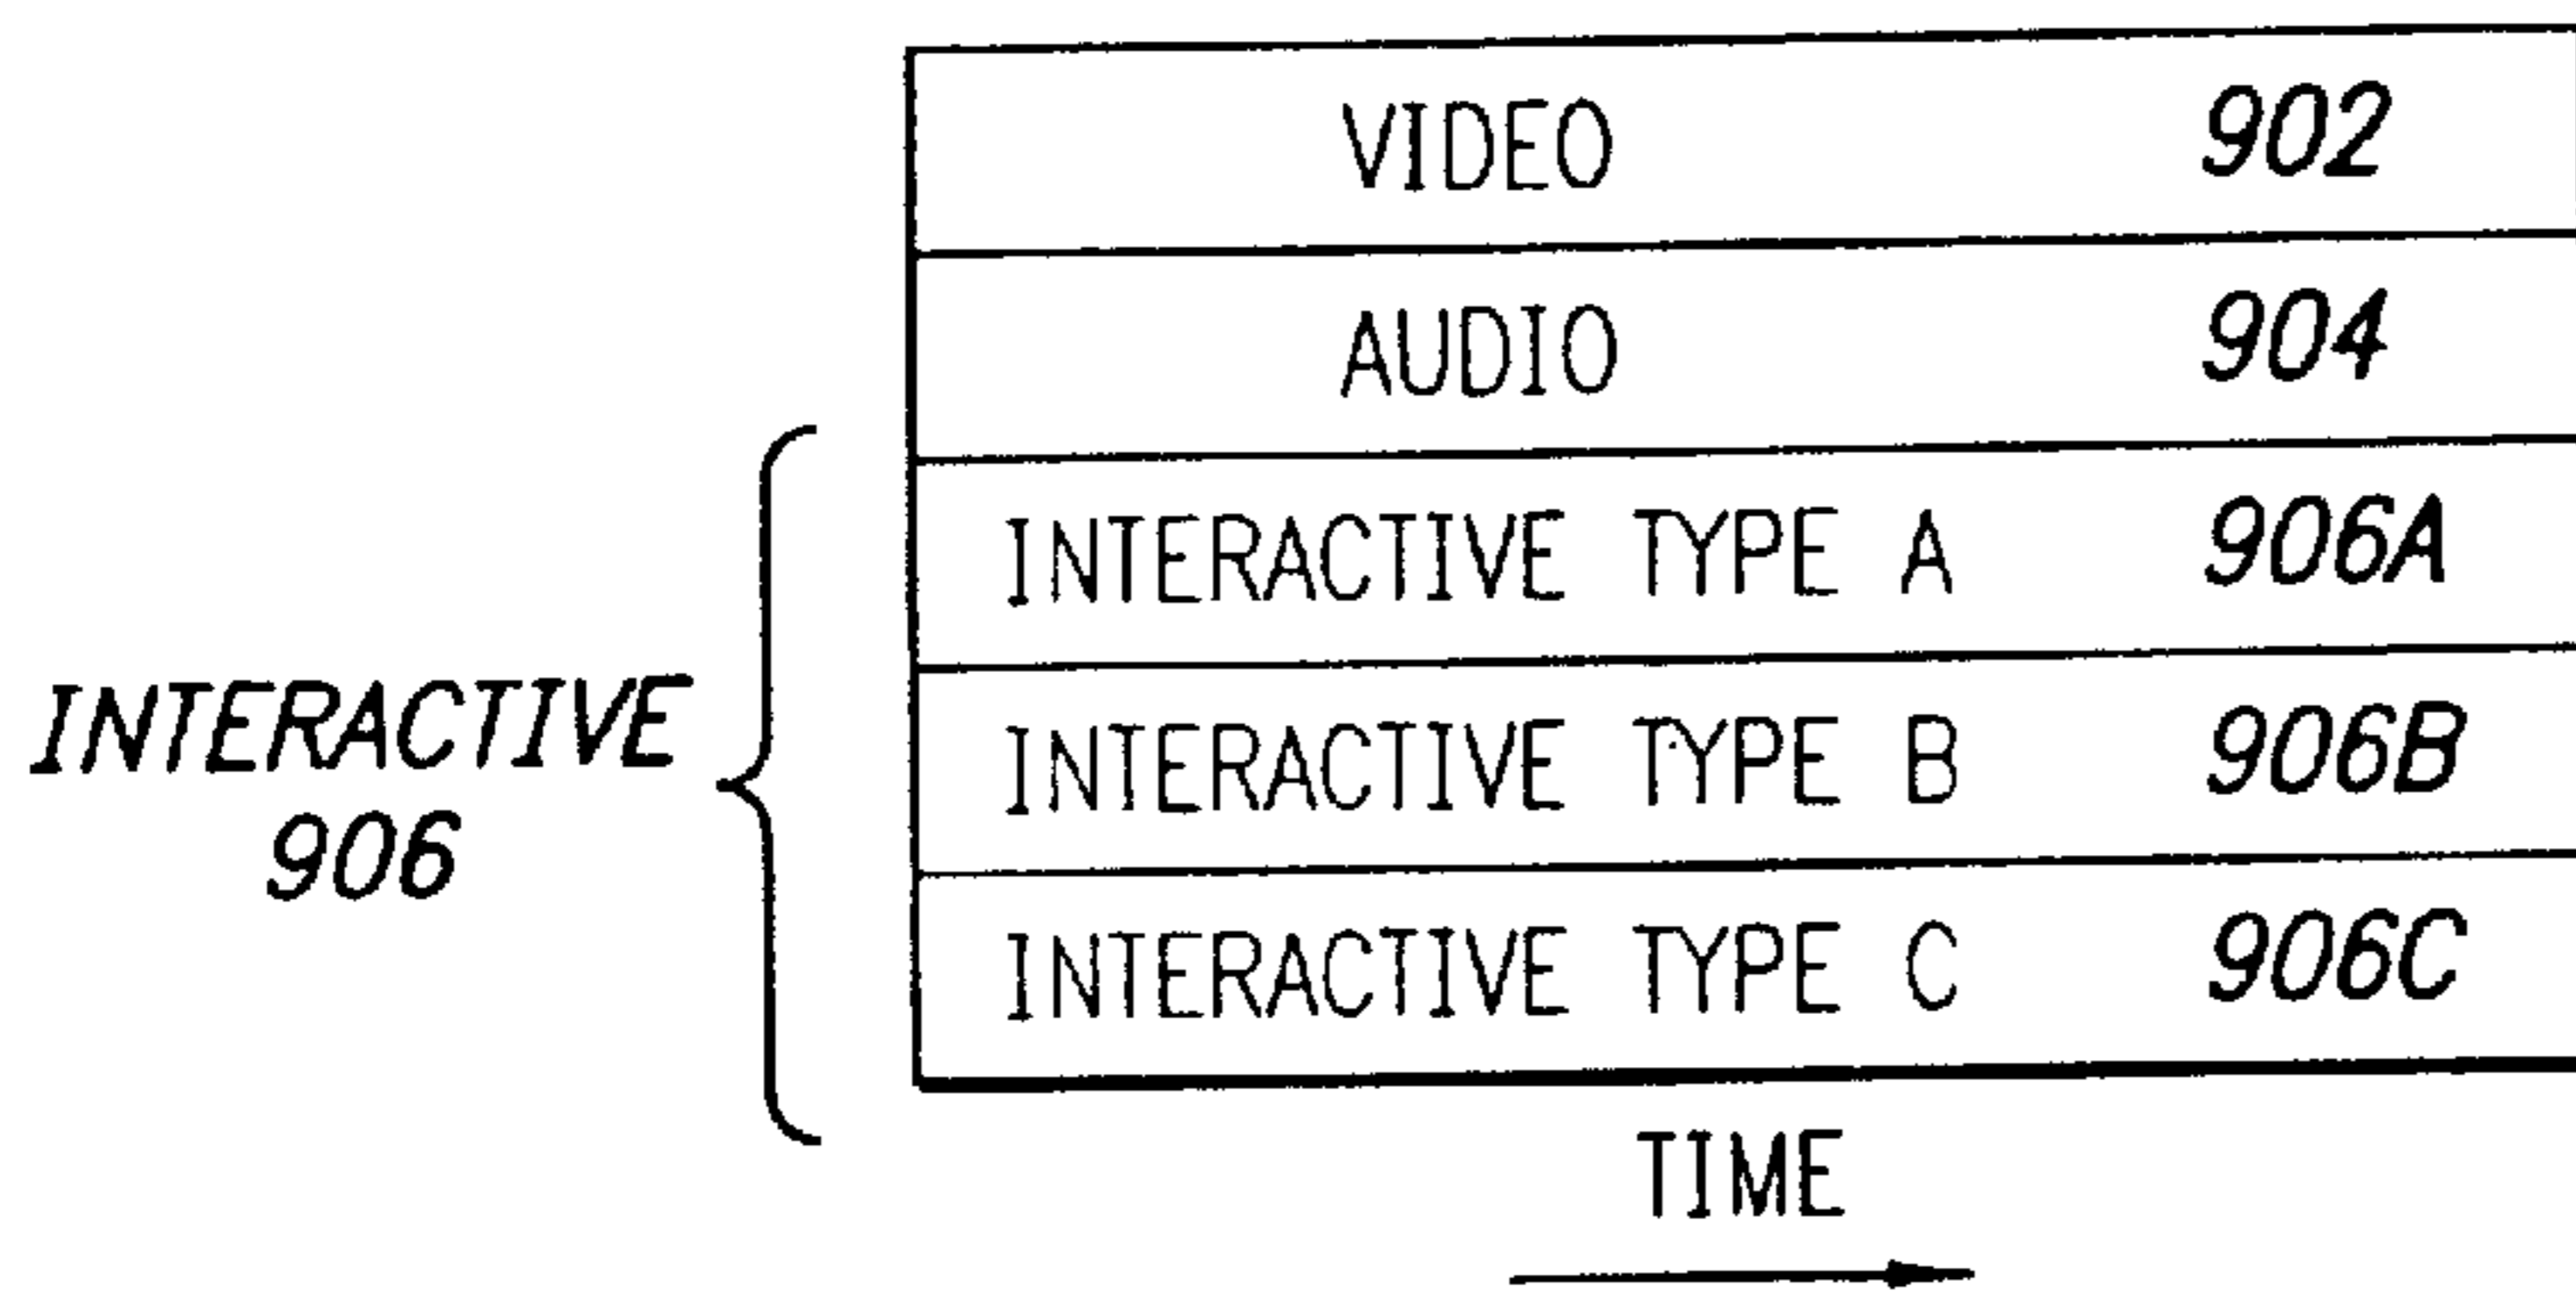 VIDEO 902
AUDIO 904
INTERACTIVE TYPE A 906A
INTERACTIVE TYPE B 906B
INTERACTIVE TYPE C 906C
INTERACTIVE
906
TIME